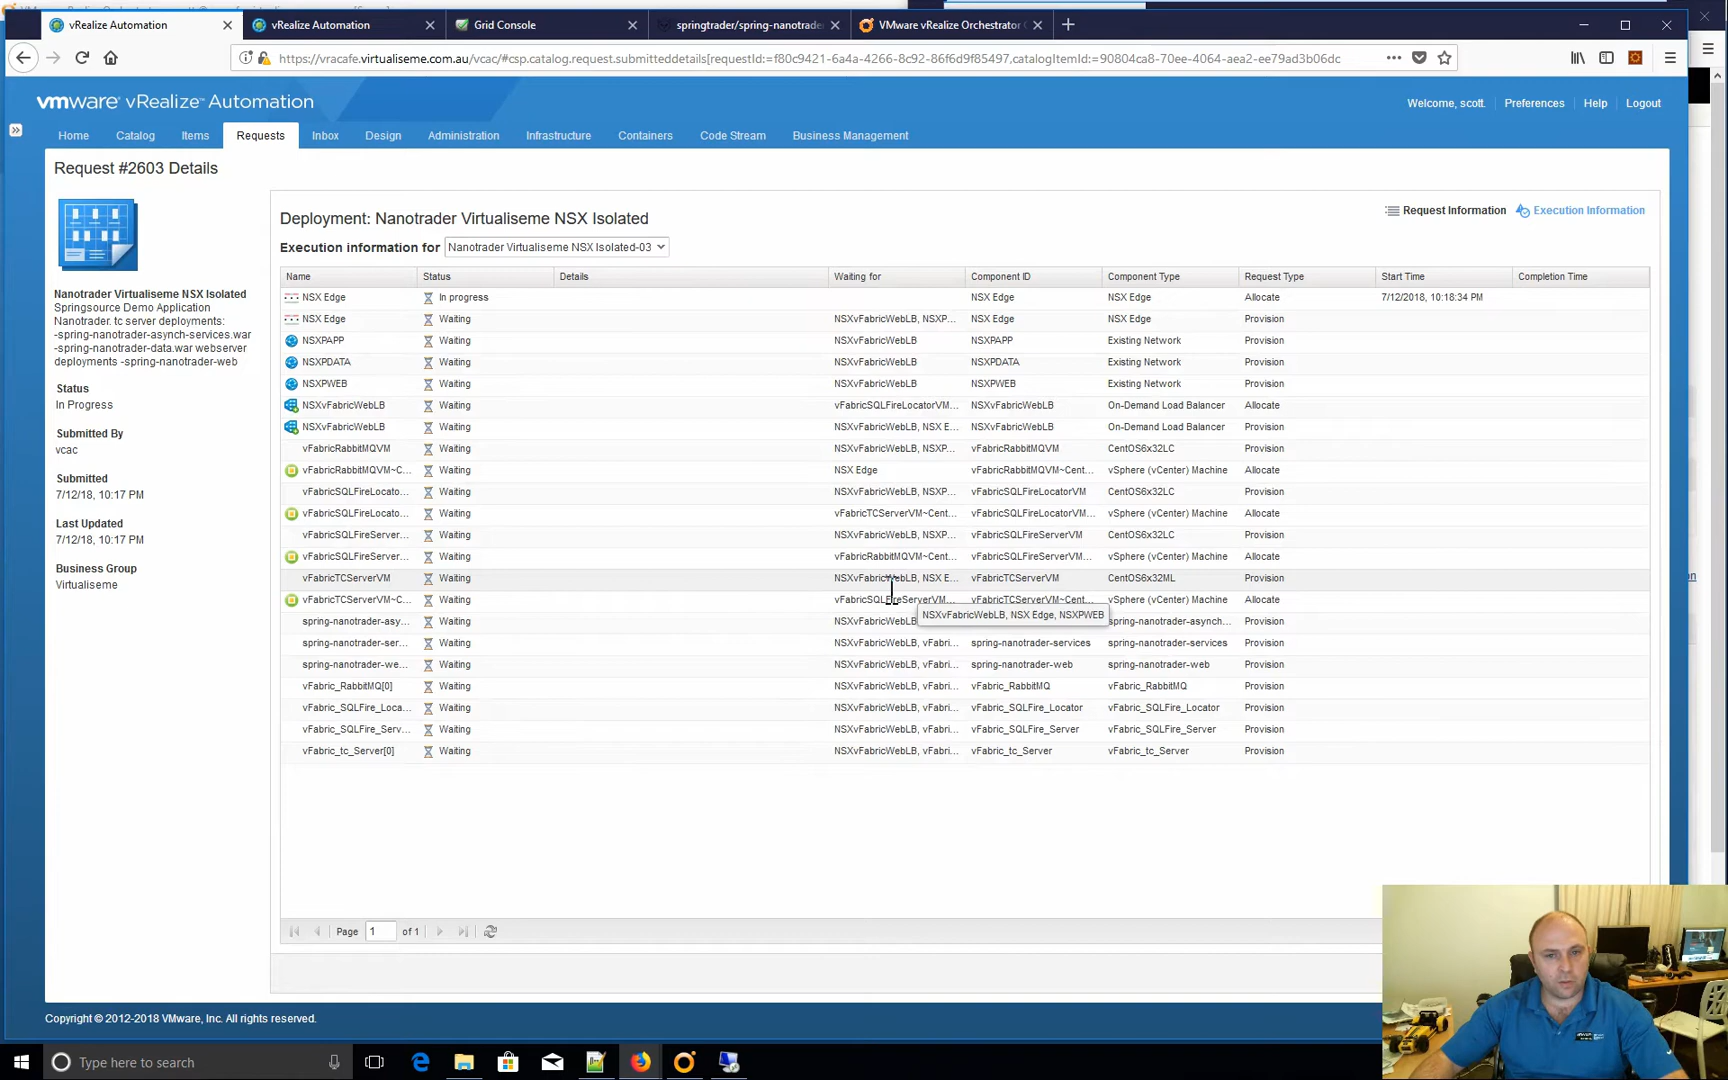 vRealize Automation
vRealize Automation
Grid Console
springtrader/spring-nanotrader
VMware vRealize Orchestrator
https://vracafe.virtualiseme.com.au/vcac/#csp.catalog.request.submitteddetails[requestId=f80c9421-6a4a-4266-8c92-86f6d9f85497,catalogItemId=90804ca8-70ee-4064-aea2-ee79ad3b06dc
vmware vRealize™ Automation
Welcome, scott.
Preferences
Help
Logout
Home
Catalog
Items
Requests
Inbox
Design
Administration
Infrastructure
Containers
Code Stream
Business Management
Request #2603 Details
Nanotrader Virtualiseme NSX Isolated
Springsource Demo Application
Nanotrader. tc server deployments:
-spring-nanotrader-asynch-services.war
-spring-nanotrader-data.war webserver
deployments -spring-nanotrader-web
Status
In Progress
Submitted By
vcac
Submitted
7/12/18, 10:17 PM
Last Updated
7/12/18, 10:17 PM
Business Group
Virtualiseme
Deployment: Nanotrader Virtualiseme NSX Isolated
Request Information
Execution Information
Execution information for Nanotrader Virtualiseme NSX Isolated-03
Name Status Details Waiting for Component ID Component Type Request Type Start Time Completion Time
NSX Edge In progress NSX Edge NSX Edge Allocate 7/12/2018, 10:18:34 PM
NSX Edge Waiting NSXvFabricWebLB, NSXP... NSX Edge NSX Edge Provision
NSXPAPP Waiting NSXvFabricWebLB NSXPAPP Existing Network Provision
NSXPDATA Waiting NSXvFabricWebLB NSXPDATA Existing Network Provision
NSXPWEB Waiting NSXvFabricWebLB NSXPWEB Existing Network Provision
NSXvFabricWebLB Waiting vFabricSQLFireLocatorVM... NSXvFabricWebLB On-Demand Load Balancer Allocate
NSXvFabricWebLB Waiting NSXvFabricWebLB, NSX E... NSXvFabricWebLB On-Demand Load Balancer Provision
vFabricRabbitMQVM Waiting NSXvFabricWebLB, NSXP... vFabricRabbitMQVM CentOS6x32LC Provision
vFabricRabbitMQVM~C... Waiting NSX Edge vFabricRabbitMQVM~Cent... vSphere (vCenter) Machine Allocate
vFabricSQLFireLocato... Waiting NSXvFabricWebLB, NSXP... vFabricSQLFireLocatorVM CentOS6x32LC Provision
vFabricSQLFireLocato... Waiting vFabricTCServerVM~Cent... vFabricSQLFireLocatorVM... vSphere (vCenter) Machine Allocate
vFabricSQLFireServer... Waiting NSXvFabricWebLB, NSXP... vFabricSQLFireServerVM CentOS6x32LC Provision
vFabricSQLFireServer... Waiting vFabricRabbitMQVM~Cent... vFabricSQLFireServerVM... vSphere (vCenter) Machine Allocate
vFabricTCServerVM Waiting NSXvFabricWebLB, NSX E... vFabricTCServerVM CentOS6x32ML Provision
vFabricTCServerVM~C... Waiting vFabricSQLFireServerVM... vFabricTCServerVM~Cent... vSphere (vCenter) Machine Allocate
NSXvFabricWebLB, NSX Edge, NSXPWEB
spring-nanotrader-asy... Waiting NSXvFabricWebLB spring-nanotrader-asynch... Provision
spring-nanotrader-ser... Waiting NSXvFabricWebLB, vFabri... spring-nanotrader-services spring-nanotrader-services Provision
spring-nanotrader-we... Waiting NSXvFabricWebLB, vFabri... spring-nanotrader-web spring-nanotrader-web Provision
vFabric_RabbitMQ[0] Waiting NSXvFabricWebLB, vFabri... vFabric_RabbitMQ vFabric_RabbitMQ Provision
vFabric_SQLFire_Loca... Waiting NSXvFabricWebLB, vFabri... vFabric_SQLFire_Locator vFabric_SQLFire_Locator Provision
vFabric_SQLFire_Serv... Waiting NSXvFabricWebLB, vFabri... vFabric_SQLFire_Server vFabric_SQLFire_Server Provision
vFabric_tc_Server[0] Waiting NSXvFabricWebLB, vFabri... vFabric_tc_Server vFabric_tc_Server Provision
Page 1 of 1
Copyright © 2012-2018 VMware, Inc. All rights reserved.
Type here to search